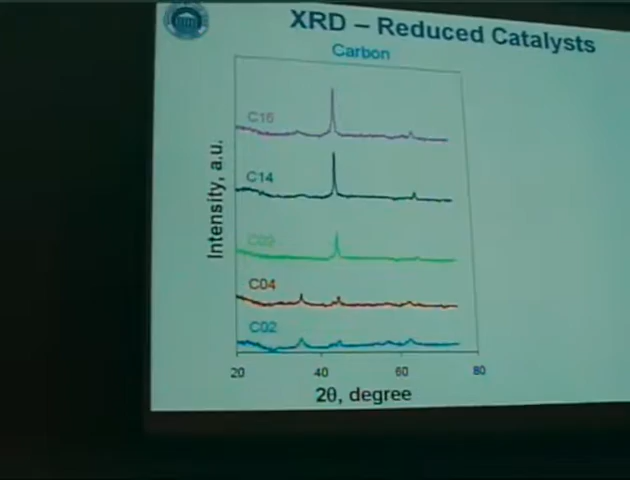 XRD – Reduced Catalysts
Carbon
C16
C14
C04
C02
Intensity, a.u.
20
40
60
80
2θ, degree